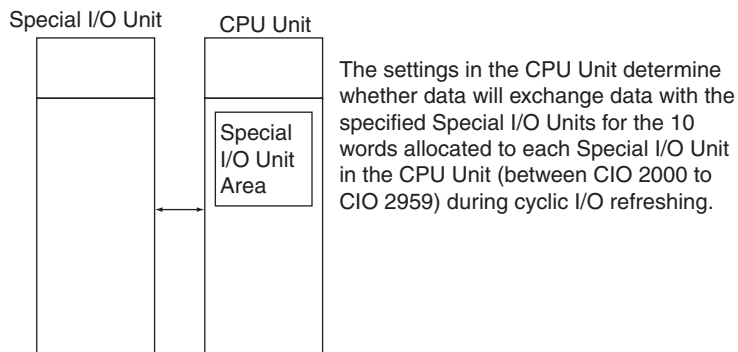 Special I/O Unit
CPU Unit
Special
I/O Unit
Area
The settings in the CPU Unit determine
whether data will exchange data with the
specified Special I/O Units for the 10
words allocated to each Special I/O Unit
in the CPU Unit (between CIO 2000 to
CIO 2959) during cyclic I/O refreshing.